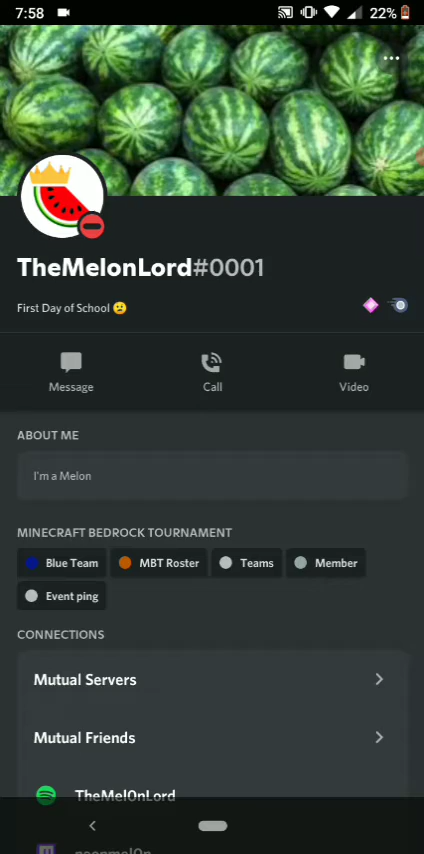 7:58 22%
TheMelonLord#0001
First Day of School 😟
Message Call Video
ABOUT ME
I'm a Melon
MINECRAFT BEDROCK TOURNAMENT
Blue Team MBT Roster Teams Member
Event ping
CONNECTIONS
Mutual Servers
Mutual Friends
TheMel0nLord